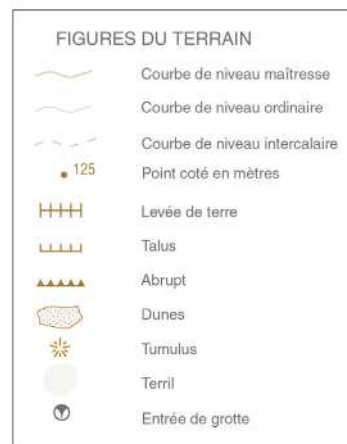 FIGURES DU TERRAIN
Courbe de niveau maîtresse
Courbe de niveau ordinaire
Courbe de niveau intercalaire
125 Point coté en mètres
Levée de terre
Talus
Abrupt
Dunes
Tumulus
Terril
Entrée de grotte